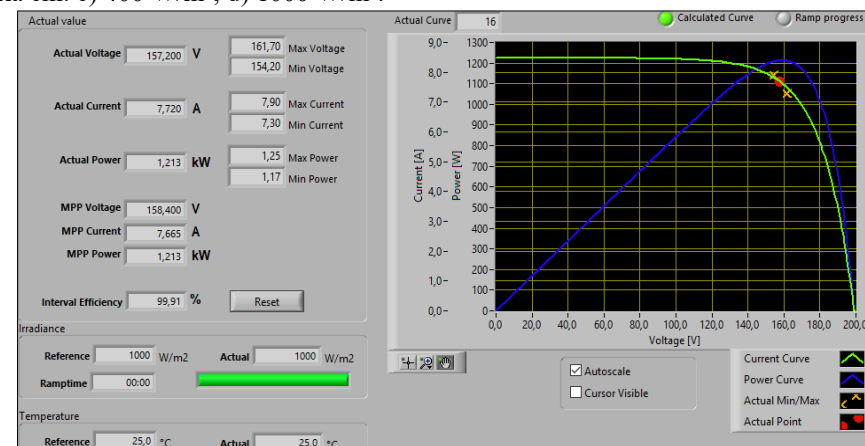 Actual value
Actual Voltage 157,200 V 161,70 Max Voltage
154,20 Min Voltage
Actual Current 7,720 A 7,90 Max Current
7,30 Min Current
Actual Power 1,213 kW 1,25 Max Power
1,17 Min Power
MPP Voltage 158,400 V
MPP Current 7,665 A
MPP Power 1,213 kW
Interval Efficiency 99,91 % Reset
Irradiance
Reference 1000 W/m2 Actual 1000 W/m2
Ramptime 00:00
Temperature
Reference 25,0 °C Actual 25,0 °C
Actual Curve 16 Calculated Curve Ramp progress
Current [A]
9,0
8,0
7,0
6,0
5,0
4,0
3,0
2,0
1,0
0,0
Power [W]
1300
1200
1100
1000
900
800
700
600
500
400
300
200
100
0
0,0 20,0 40,0 60,0 80,0 100,0 120,0 140,0 160,0 180,0 200,0
Voltage [V]
Autoscale
Cursor Visible
Current Curve
Power Curve
Actual Min/Max
Actual Point